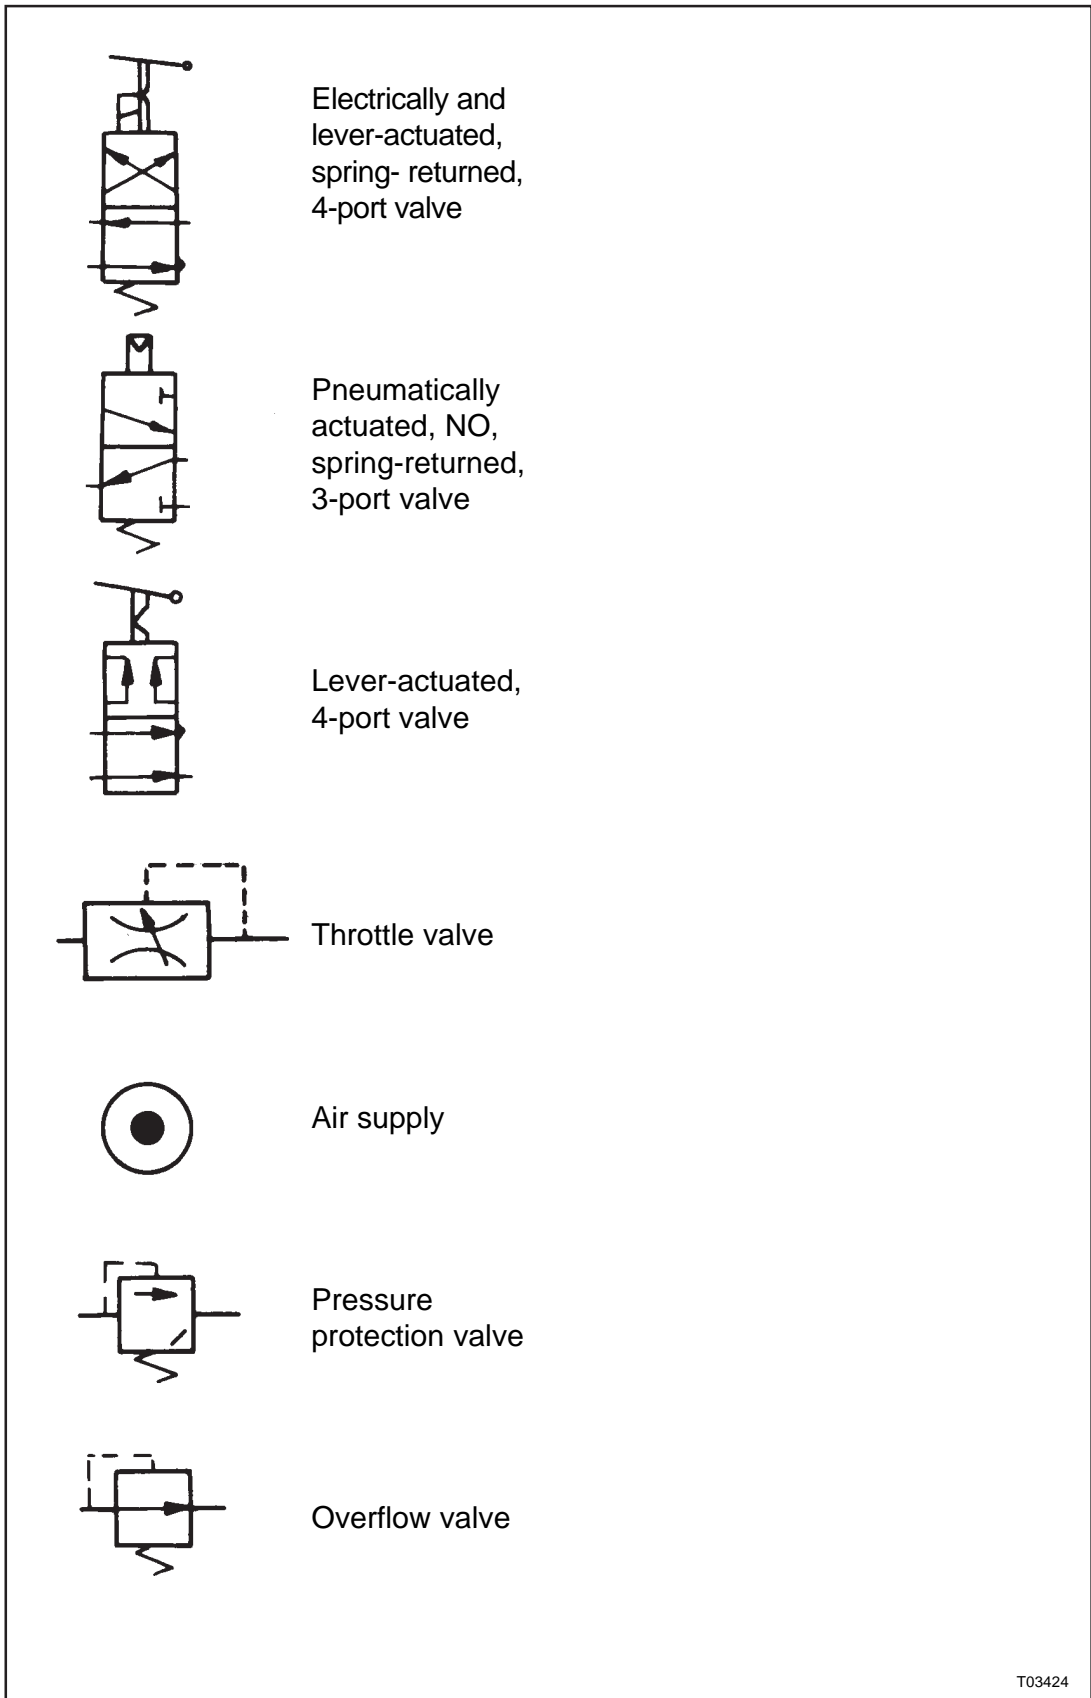 Electrically and
lever-actuated,
spring- returned,
4-port valve
Pneumatically
actuated, NO,
spring-returned,
3-port valve
Lever-actuated,
4-port valve
Throttle valve
Air supply
Pressure
protection valve
Overflow valve
T03424